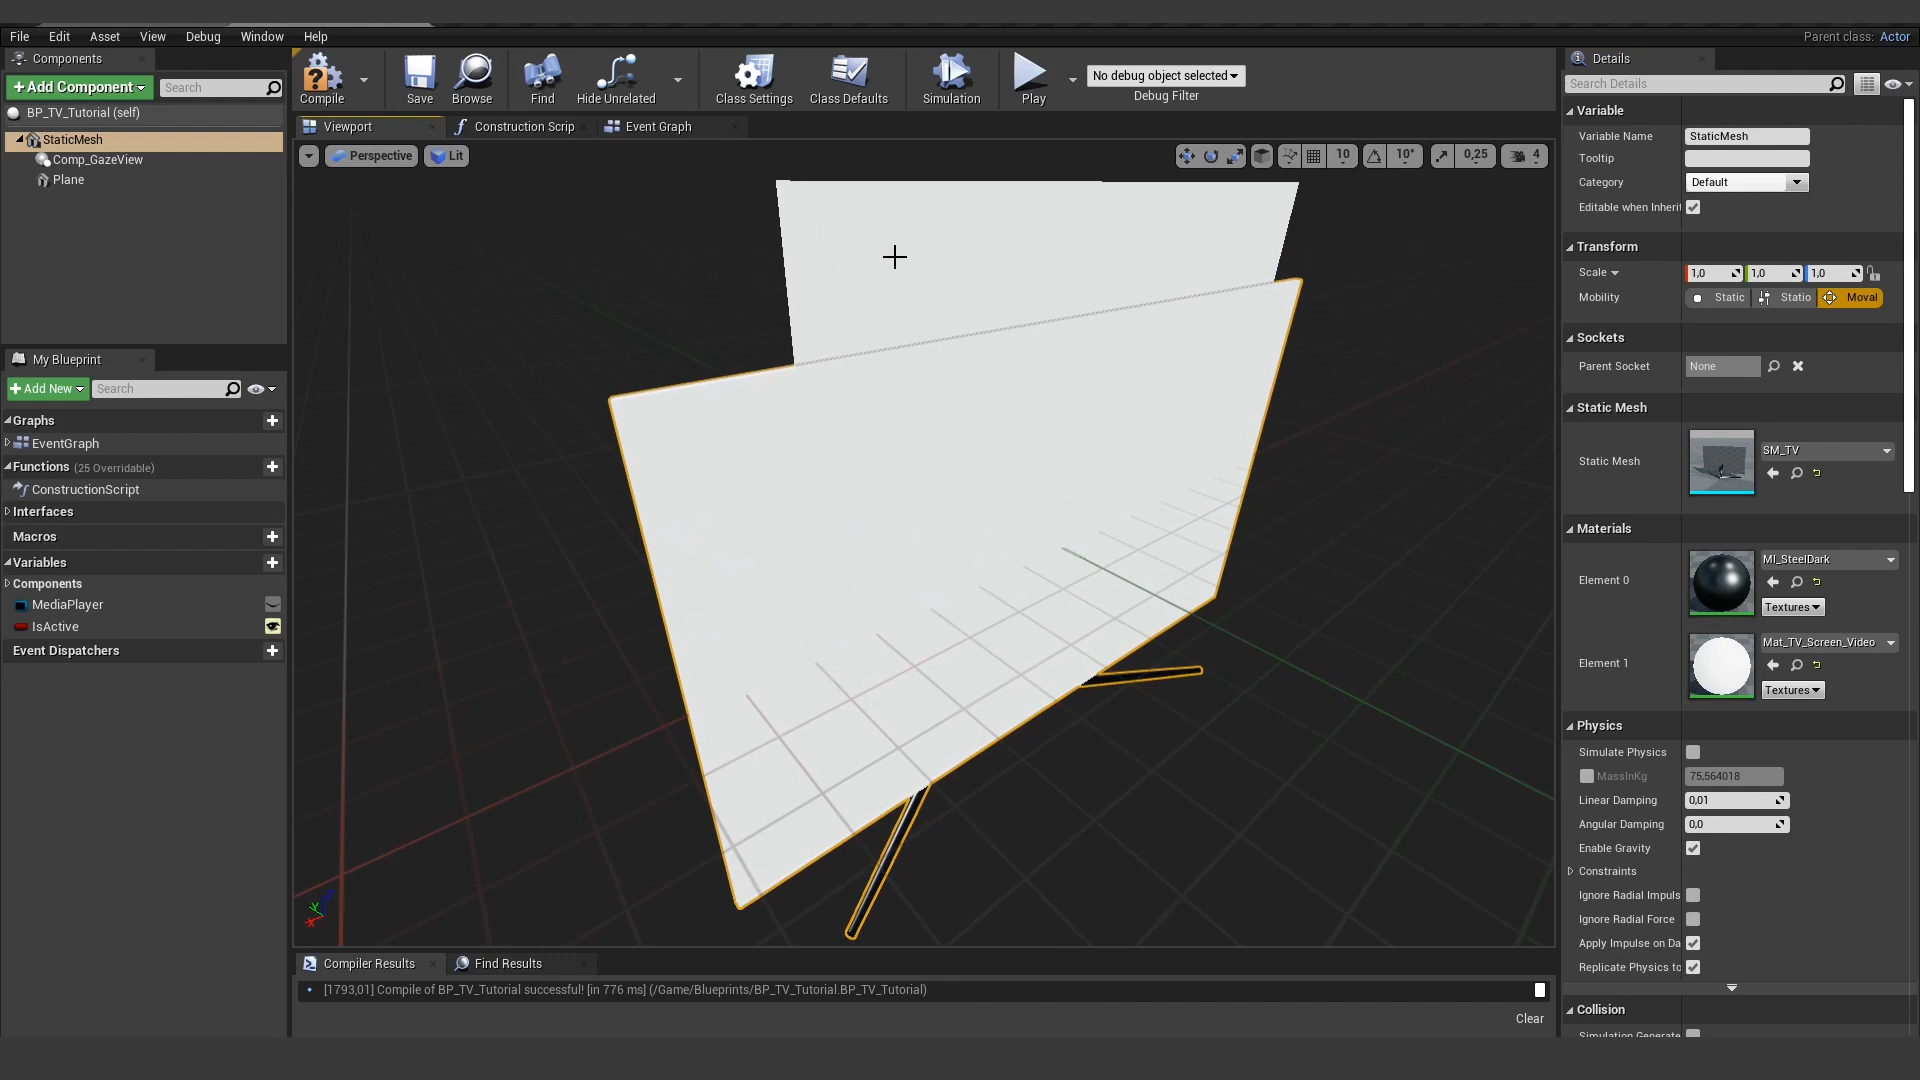 File Edit Asset View Debug Window Help
Parent class: Actor
Components
+Add Component
Search
BP_TV_Tutorial (self)
StaticMesh
Comp_GazeView
Plane
My Blueprint
+Add New
Search
Graphs
EventGraph
Functions (25 Overridable)
ConstructionScript
Interfaces
Macros
Variables
Components
MediaPlayer
IsActive
Event Dispatchers
Compile
Save
Browse
Find
Hide Unrelated
Class Settings
Class Defaults
Simulation
Play
No debug object selected
Debug Filter
Viewport
Construction Scrip
Event Graph
Perspective
Lit
10
10°
0,25
4
Compiler Results
Find Results
[1793,01] Compile of BP_TV_Tutorial successful! [in 776 ms] (/Game/Blueprints/BP_TV_Tutorial.BP_TV_Tutorial)
Clear
Details
Search Details
Variable
Variable Name StaticMesh
Tooltip
Category Default
Editable when Inherit
Transform
Scale 1,0 1,0 1,0
Mobility Static Statio Moval
Sockets
Parent Socket None
Static Mesh
Static Mesh SM_TV
Materials
Element 0 MI_SteelDark
Textures
Element 1 Mat_TV_Screen_Video
Textures
Physics
Simulate Physics
MassInKg 75,564018
Linear Damping 0,01
Angular Damping 0,0
Enable Gravity
Constraints
Ignore Radial Impuls
Ignore Radial Force
Apply Impulse on Da
Replicate Physics to
Collision
Simulation Generate